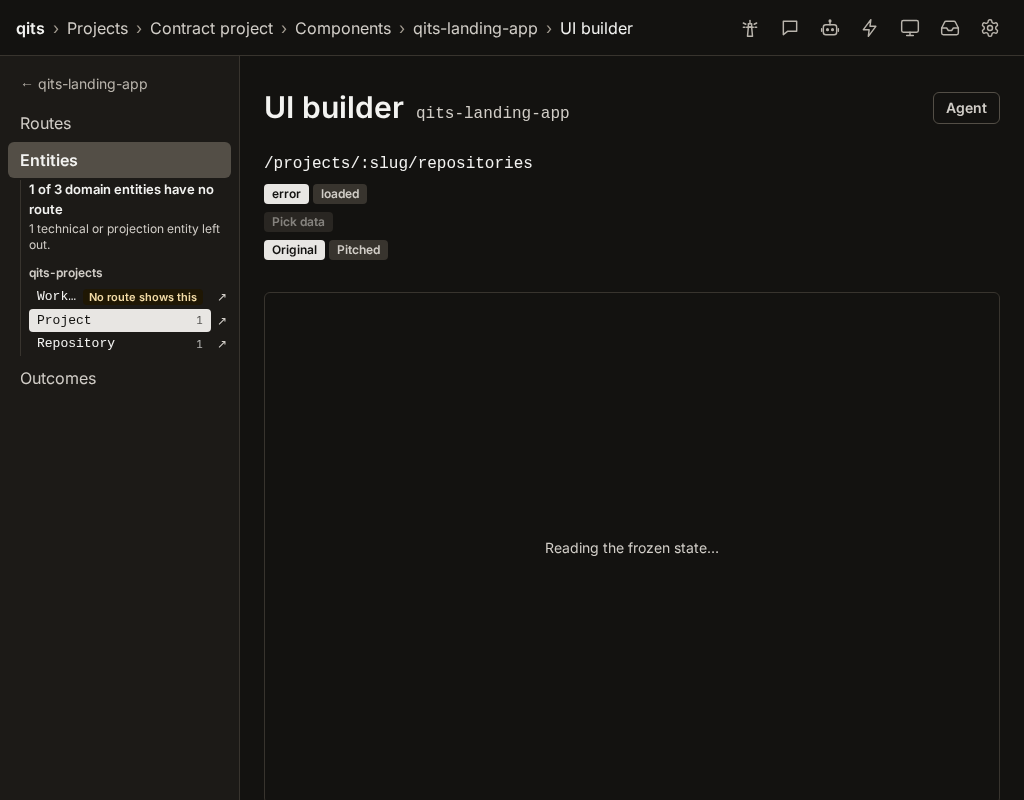 qits › Projects › Contract project › Components › qits-landing-app › UI builder
← qits-landing-app
Routes
Entities
1 of 3 domain entities have no
route
1 technical or projection entity left
out.
qits-projects
Work… No route shows this ↗
Project 1 ↗
Repository 1 ↗
Outcomes
UI builder qits-landing-app
Agent
/projects/:slug/repositories
error loaded
Pick data
Original Pitched
Reading the frozen state…